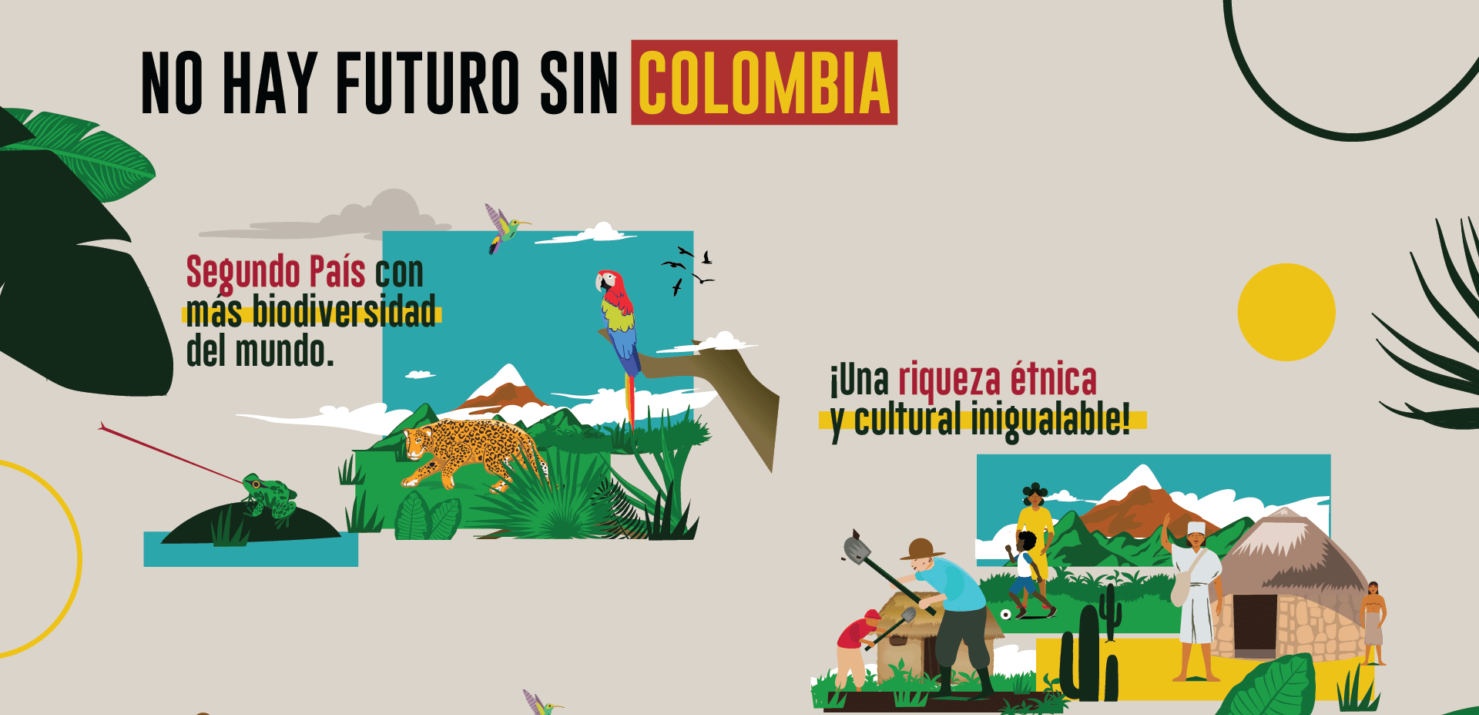 NO HAY FUTURO SIN COLOMBIA
Segundo País con
más biodiversidad
del mundo.
¡Una riqueza étnica
y cultural inigualable!